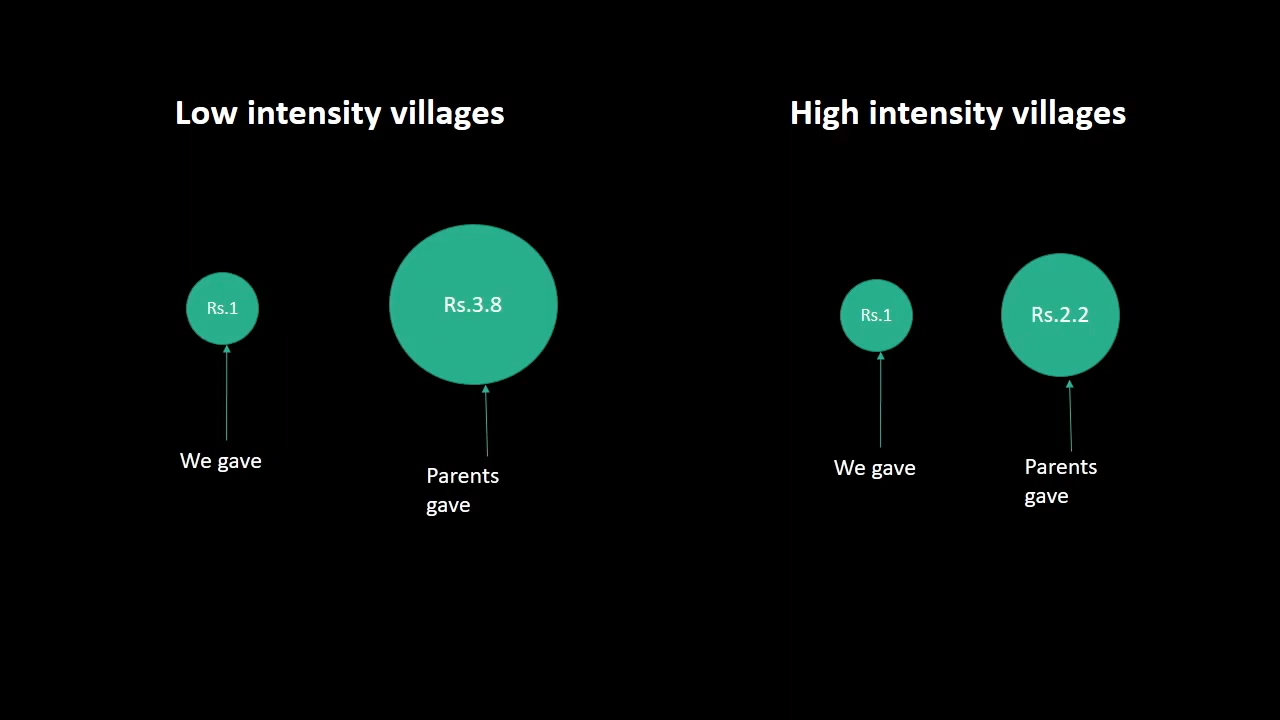 Low intensity villages
High intensity villages
Rs.1
Rs.3.8
Rs.1
Rs.2.2
We gave
Parents
gave
We gave
Parents
gave